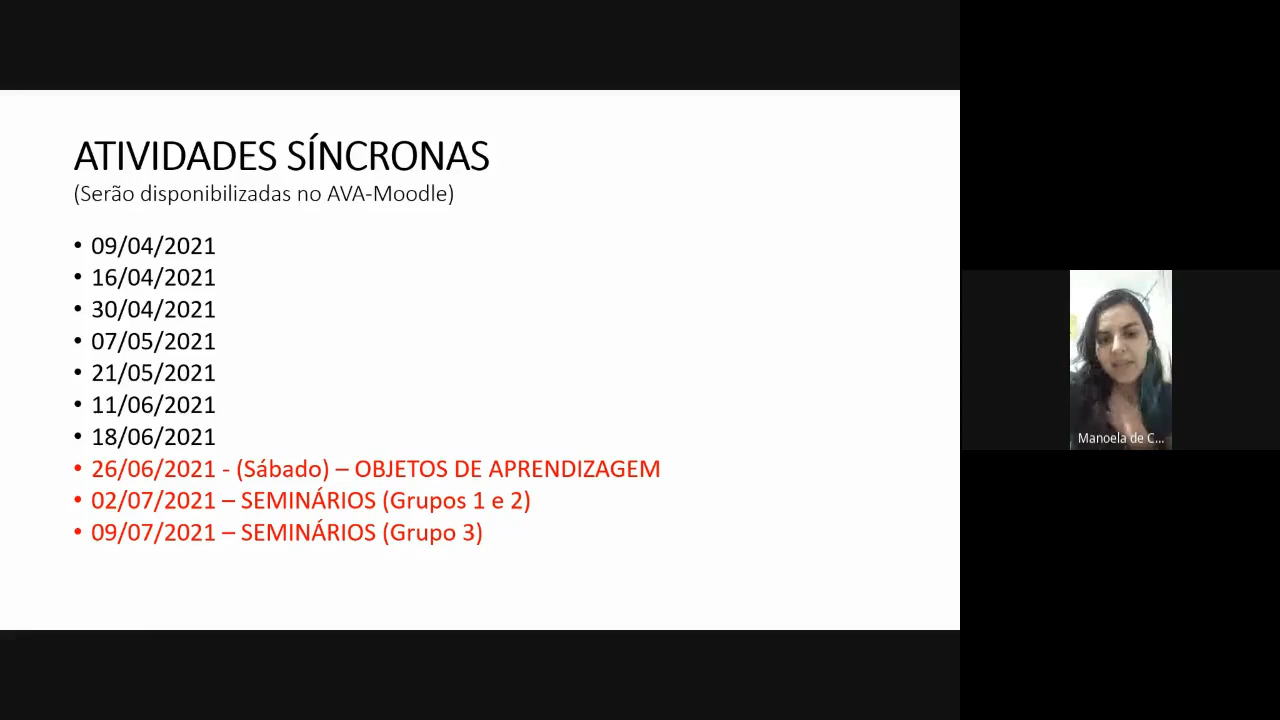 ATIVIDADES SÍNCRONAS
(Serão disponibilizadas no AVA-Moodle)
• 09/04/2021
• 16/04/2021
• 30/04/2021
• 07/05/2021
• 21/05/2021
• 11/06/2021
• 18/06/2021
• 26/06/2021 - (Sábado) – OBJETOS DE APRENDIZAGEM
• 02/07/2021 – SEMINÁRIOS (Grupos 1 e 2)
• 09/07/2021 – SEMINÁRIOS (Grupo 3)
Manoela de C...